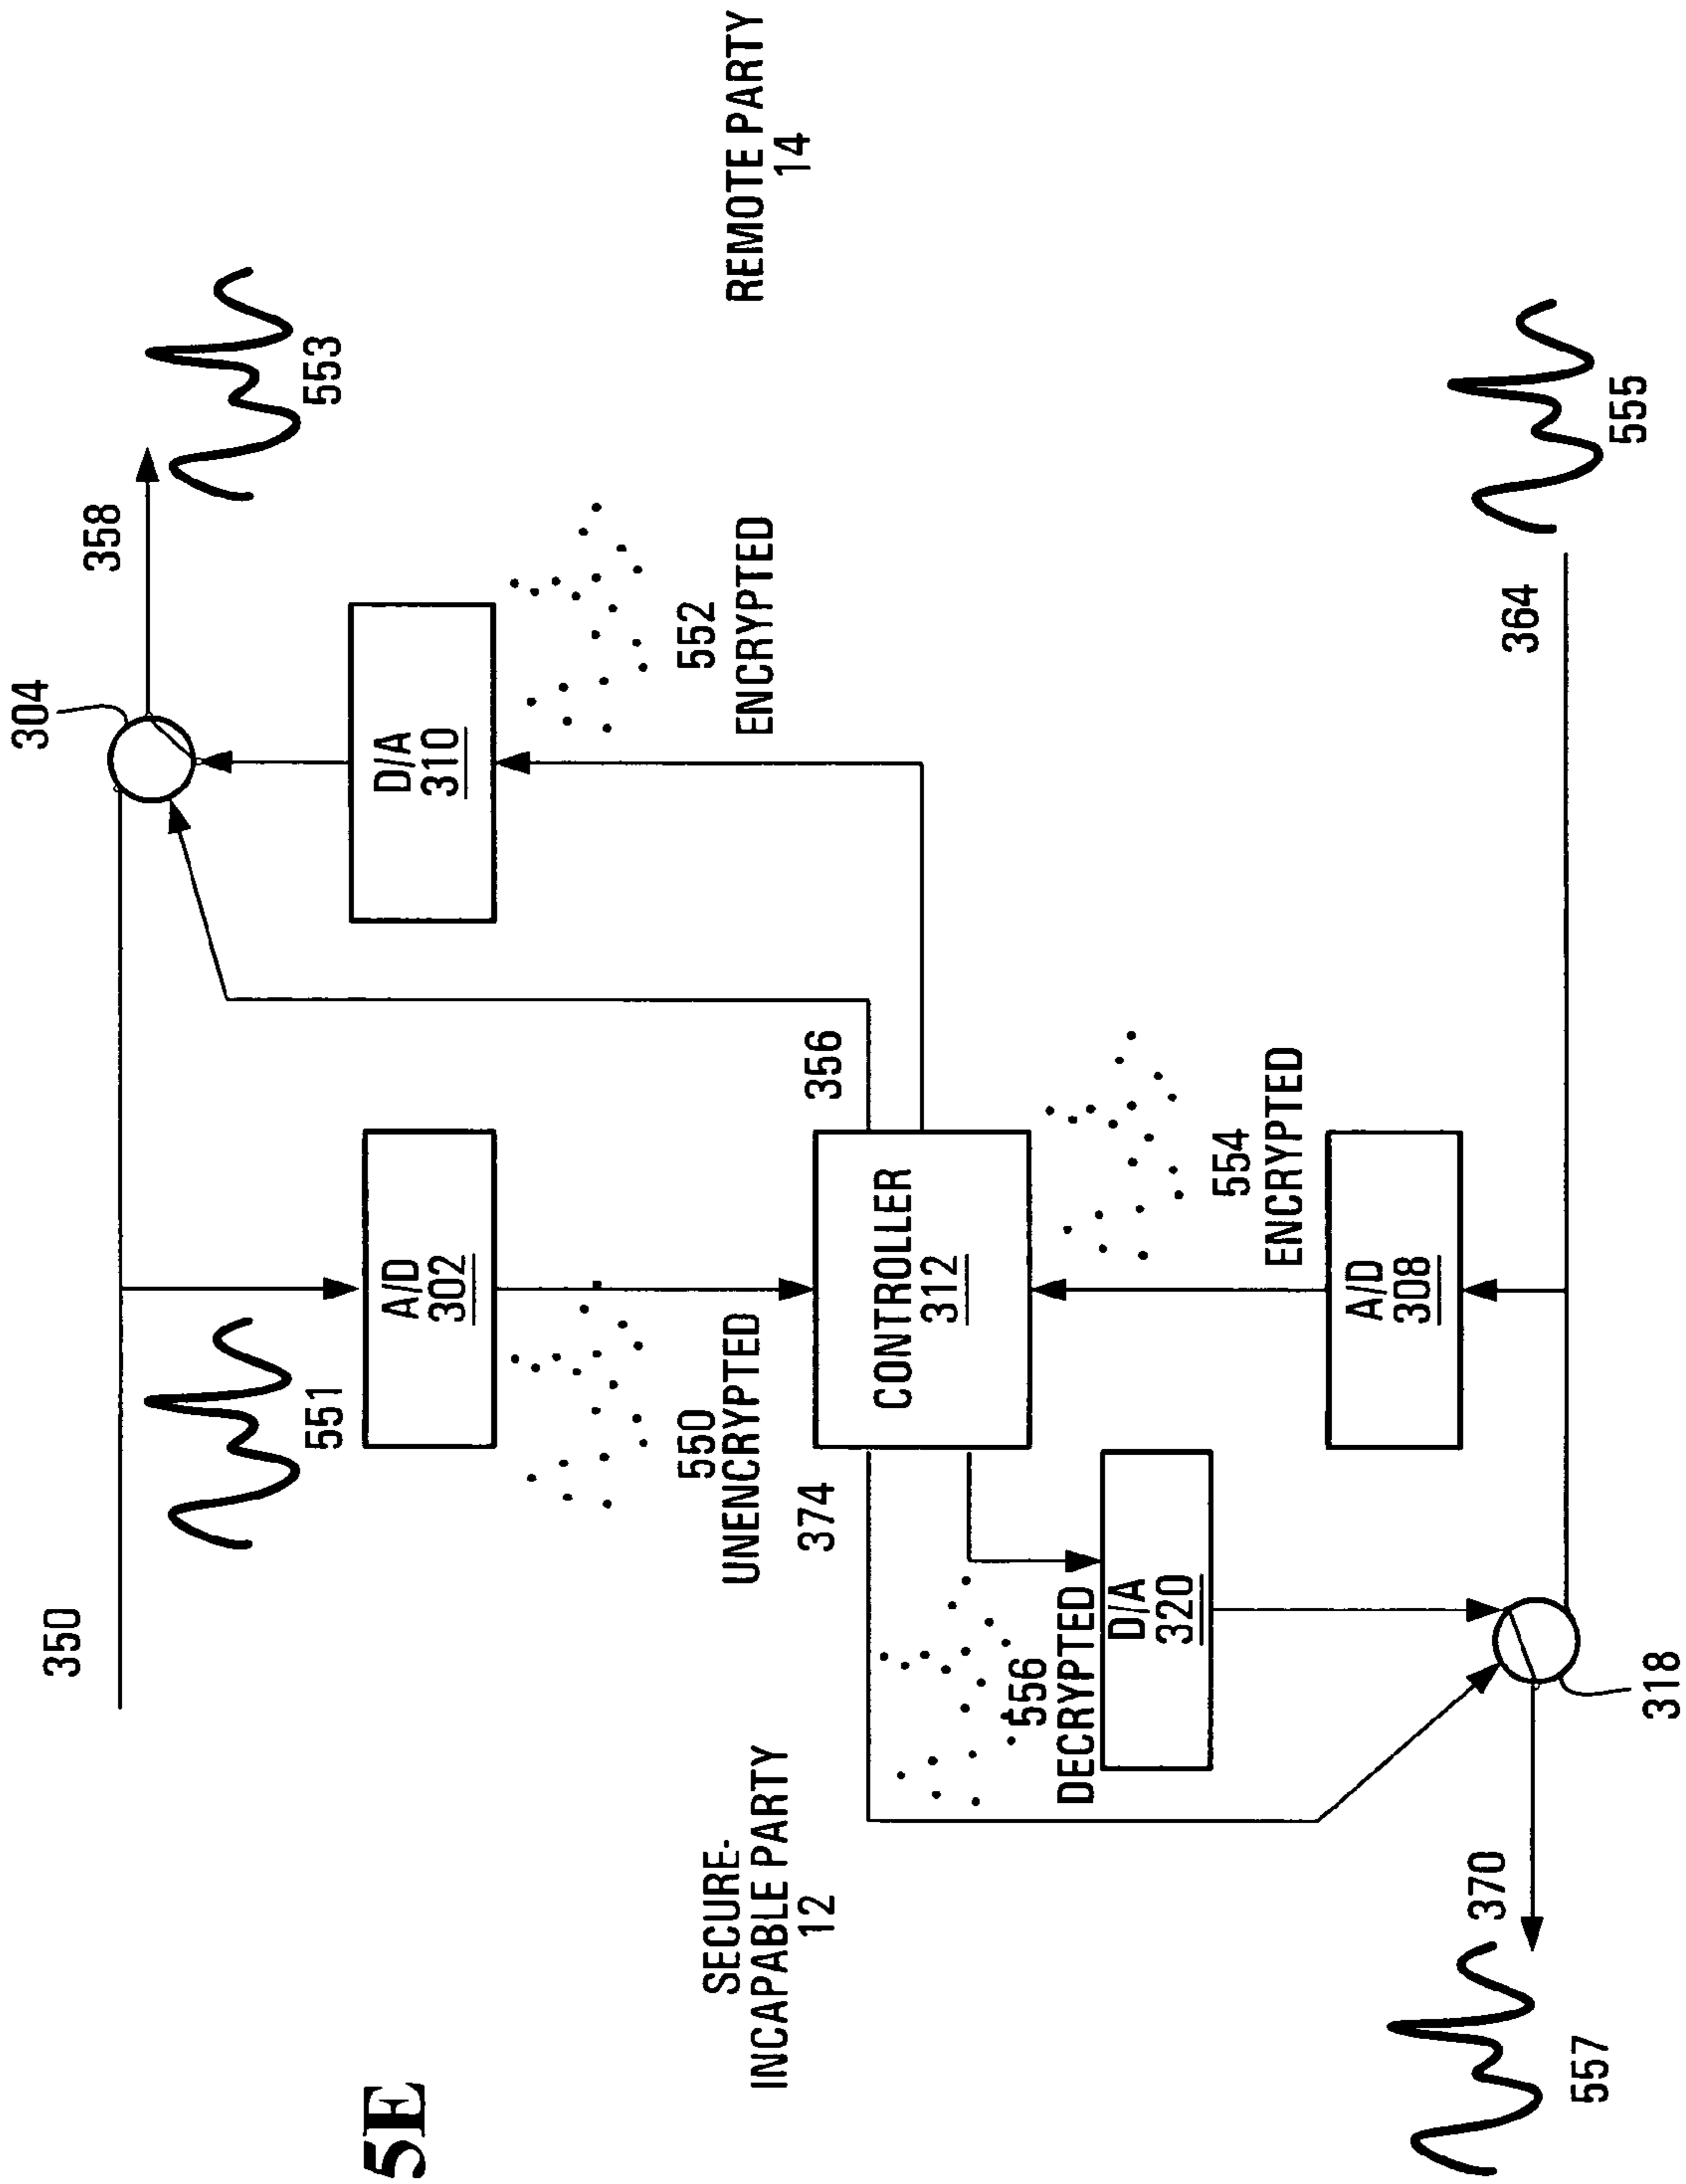 5E
350
551
A/D
302
304
358
553
D/A
310
550
UNENCRYPTED
552
ENCRYPTED
SECURE-
INCAPABLE PARTY
12
REMOTE PARTY
14
374
356
CONTROLLER
312
556
DECRYPTED
D/A
320
554
ENCRYPTED
A/D
308
557
370
318
364
555